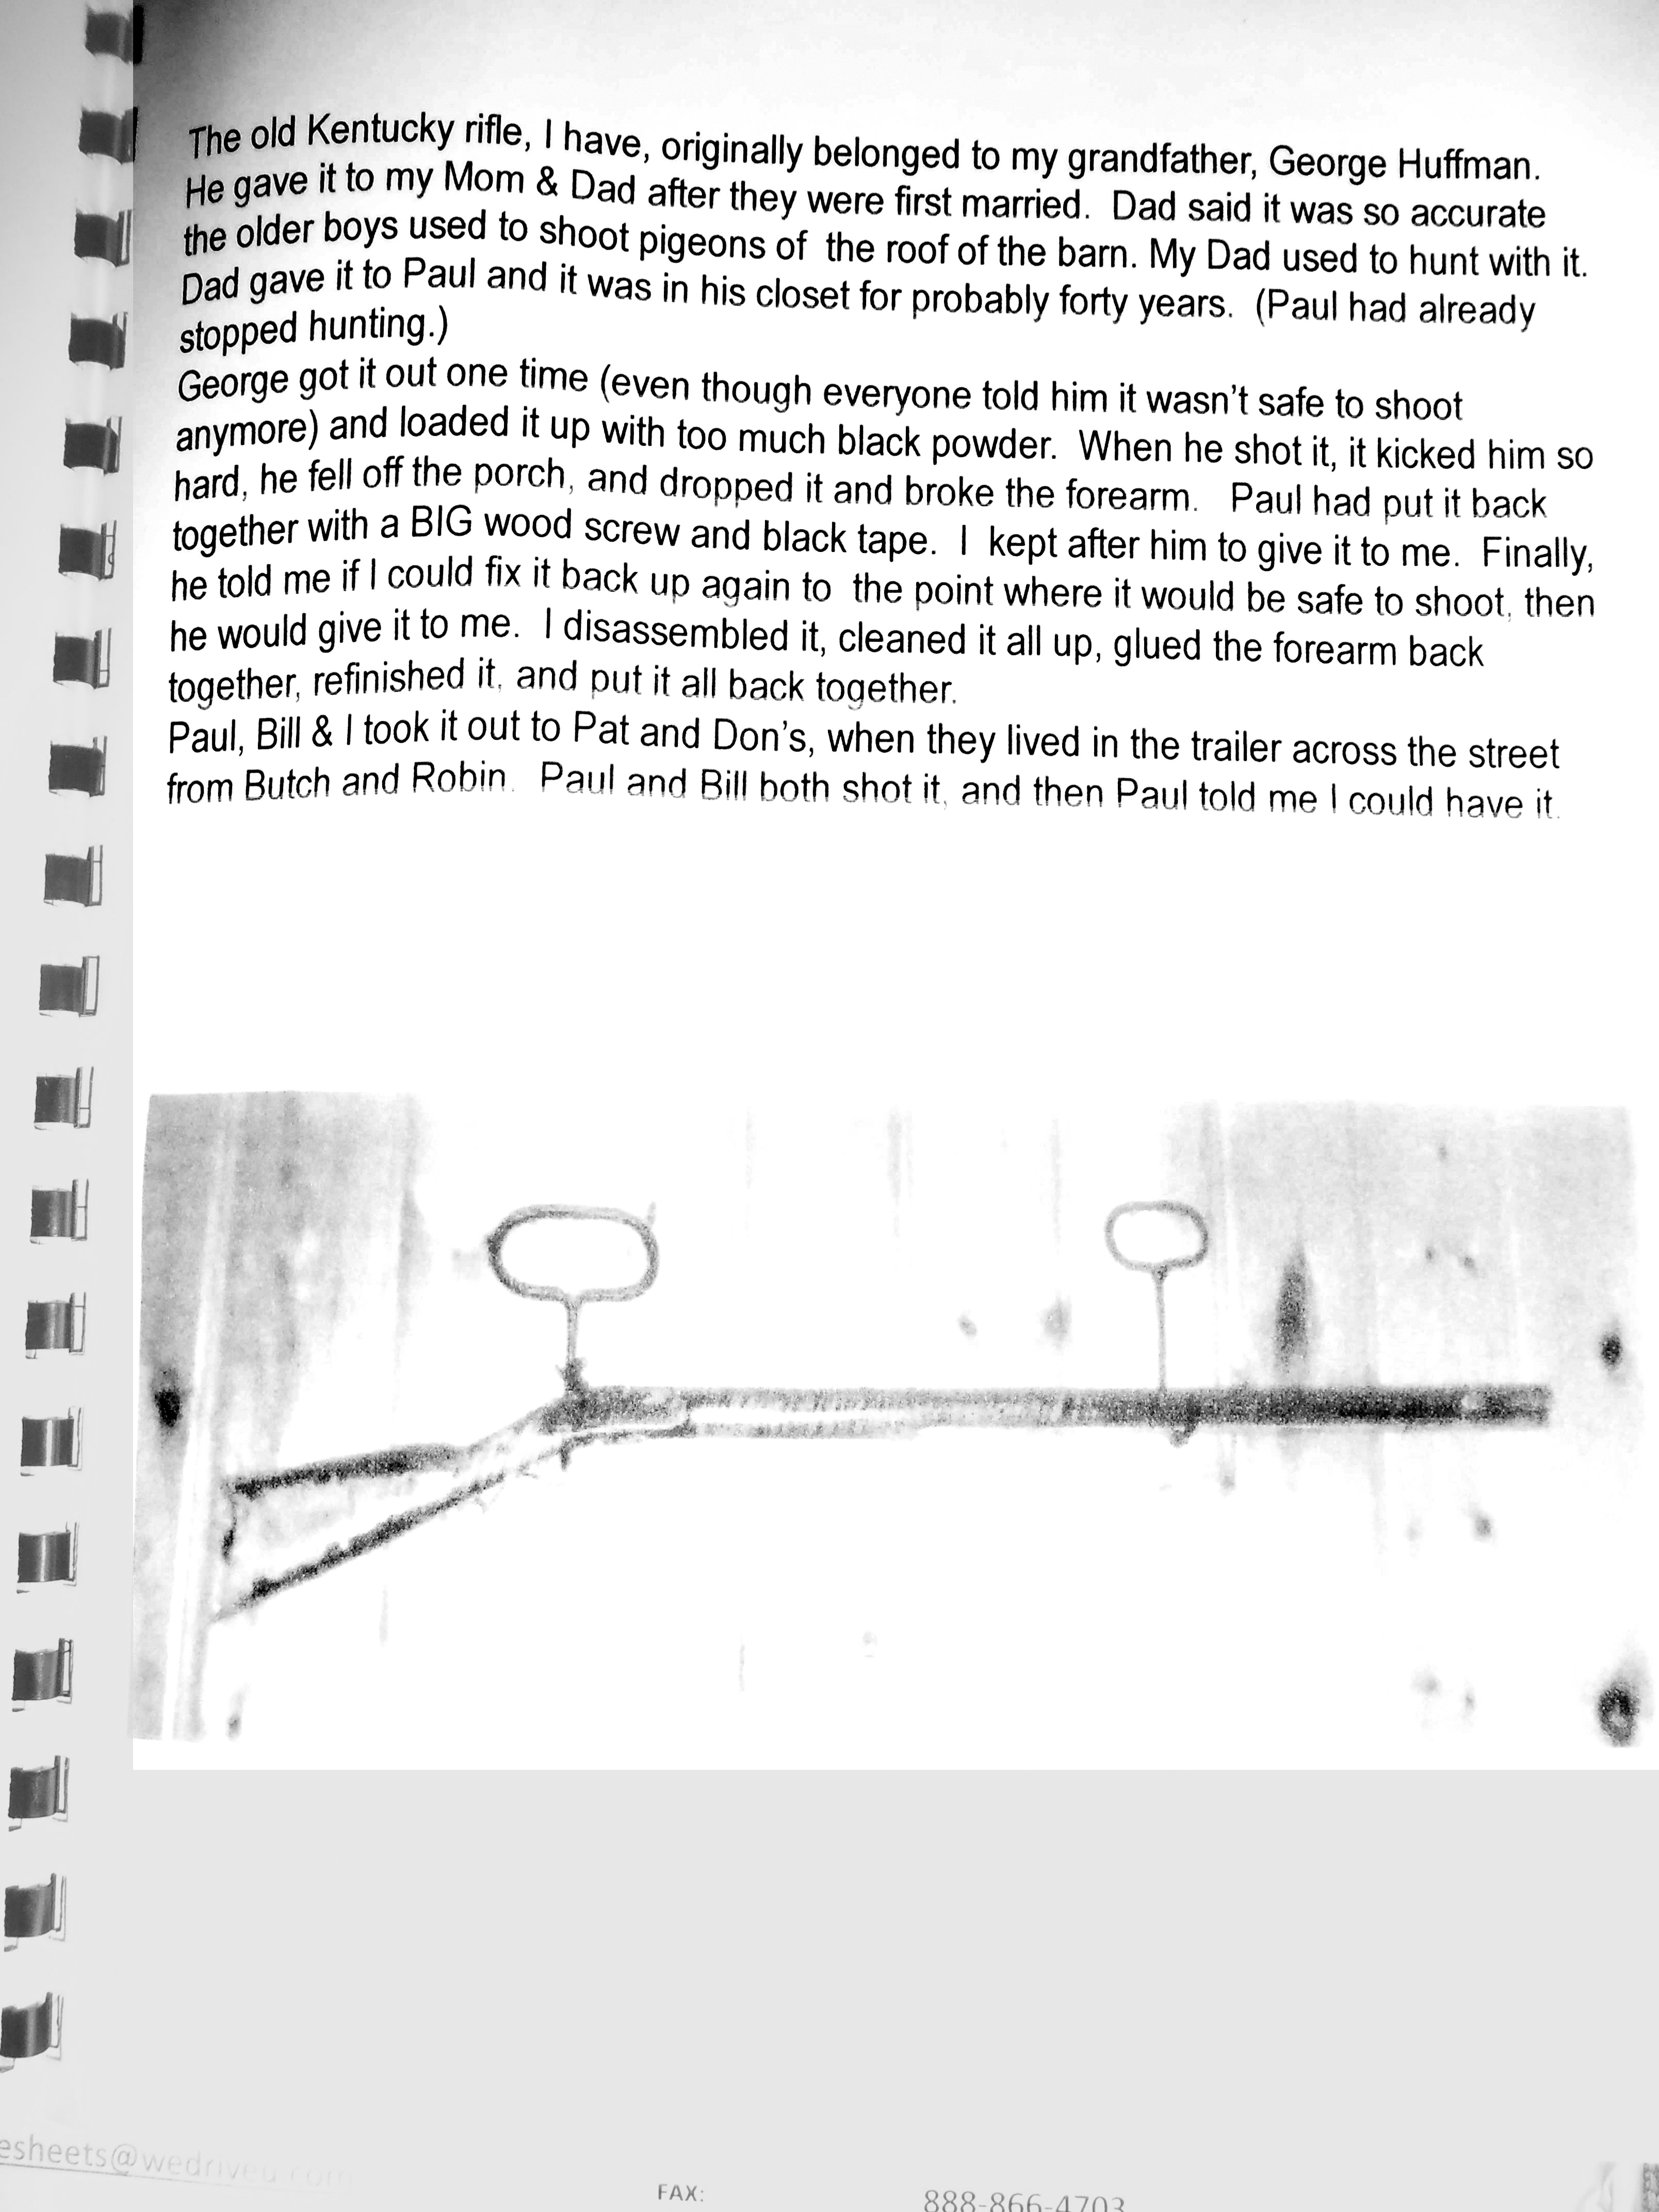 The old Kentucky rifle, I have, originally belonged to my grandfather, George Huffman.
He gave it to my Mom & Dad after they were first married.  Dad said it was so accurate
the older boys used to shoot pigeons of  the roof of the barn. My Dad used to hunt with it.
Dad gave it to Paul and it was in his closet for probably forty years.  (Paul had already
stopped hunting.)
George got it out one time (even though everyone told him it wasn't safe to shoot
anymore) and loaded it up with too much black powder.  When he shot it, it kicked him so
hard, he fell off the porch, and dropped it and broke the forearm.   Paul had put it back
together with a BIG wood screw and black tape.  I  kept after him to give it to me.  Finally,
he told me if I could fix it back up again to  the point where it would be safe to shoot, then
he would give it to me.  I disassembled it, cleaned it all up, glued the forearm back
together, refinished it, and put it all back together.
Paul, Bill & I took it out to Pat and Don's, when they lived in the trailer across the street
from Butch and Robin.  Paul and Bill both shot it, and then Paul told me I could have it.
esheets@wedriveu.com
FAX: 888-866-4703